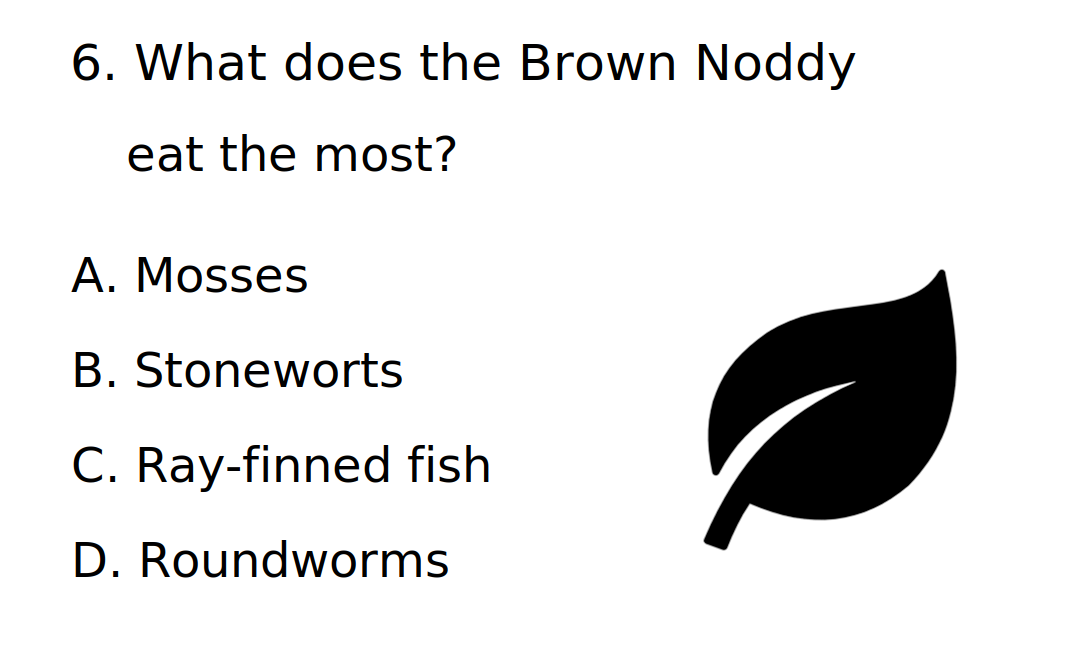 6. What does the Brown Noddy
eat the most?
A. Mosses
B. Stoneworts
C. Ray-finned fish
D. Roundworms